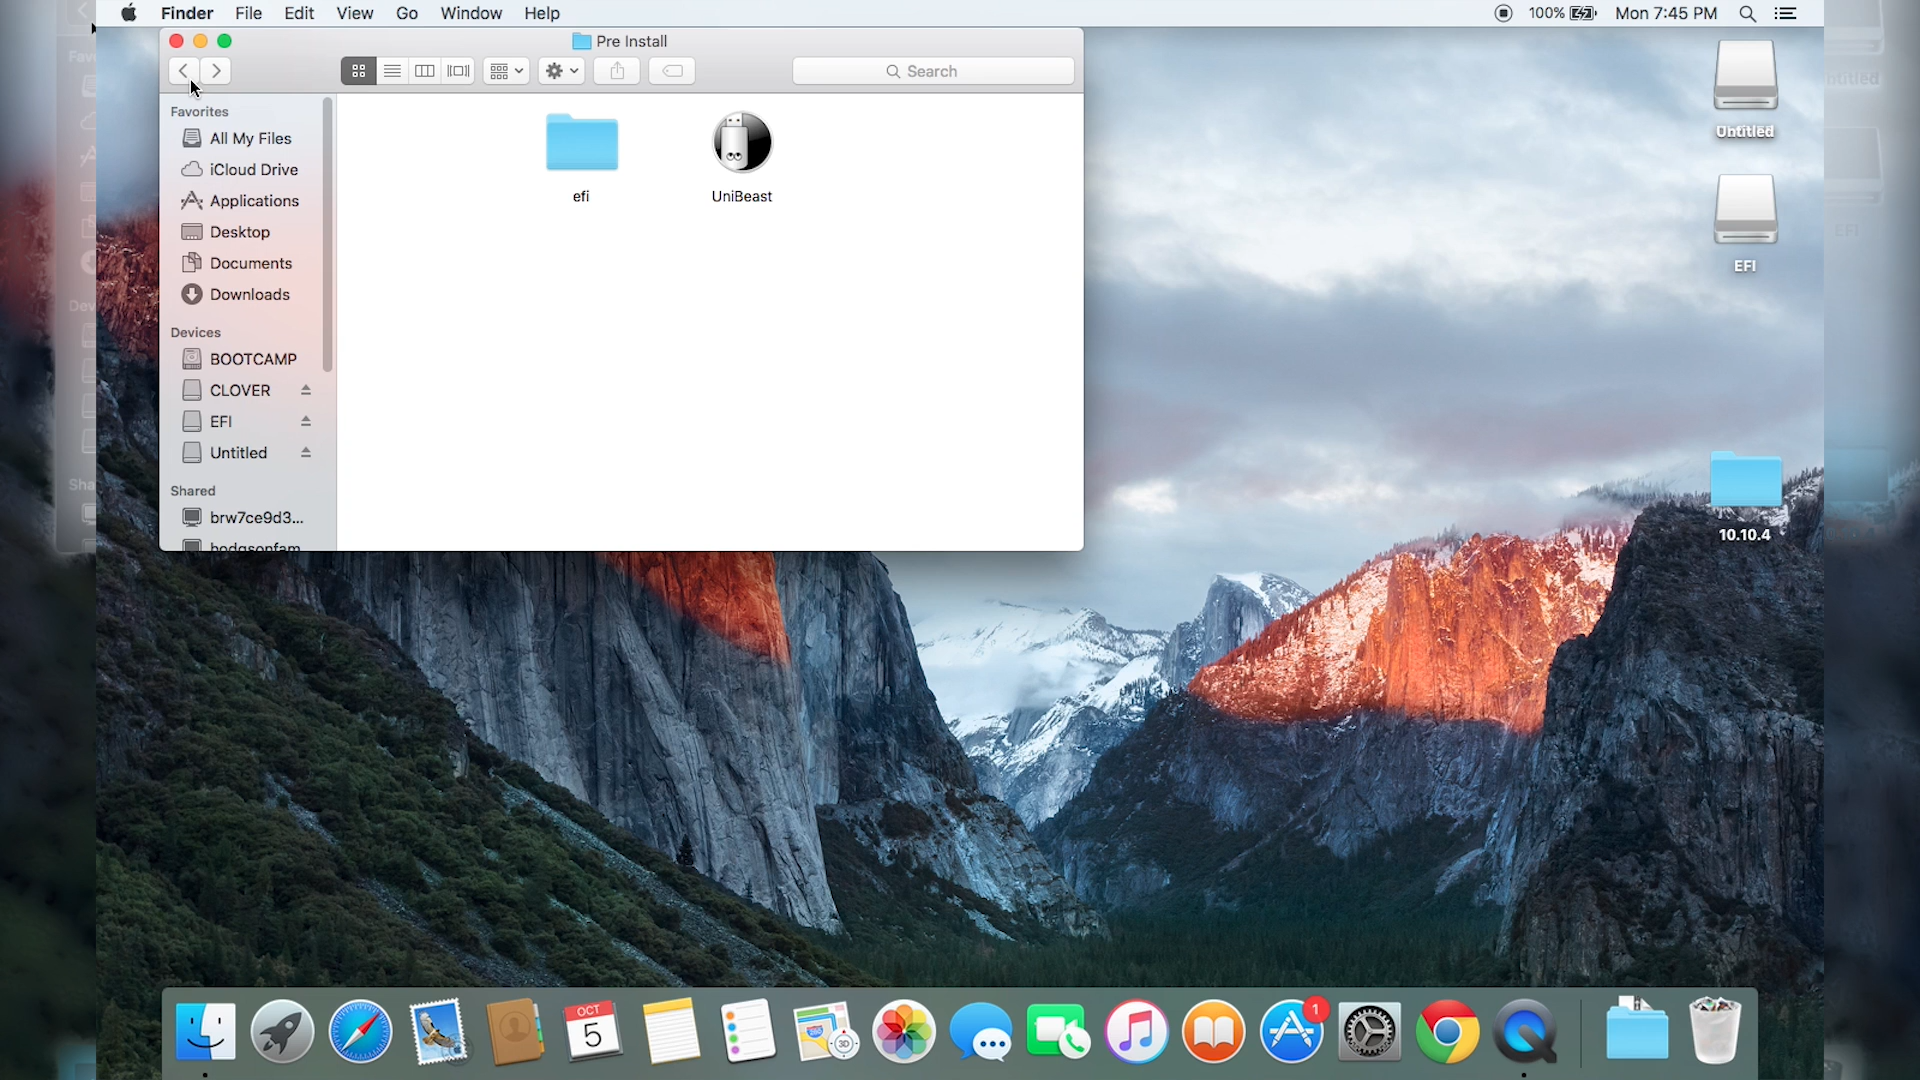 Finder File Edit View Go Window Help
100% Mon 7:45 PM
Pre Install
Search
Favorites
All My Files
iCloud Drive
Applications
Desktop
Documents
Downloads
Devices
BOOTCAMP
CLOVER
EFI
Untitled
Shared
brw7ce9d3...
efi
UniBeast
EFI
10.10.4
OCT
5
3D
1